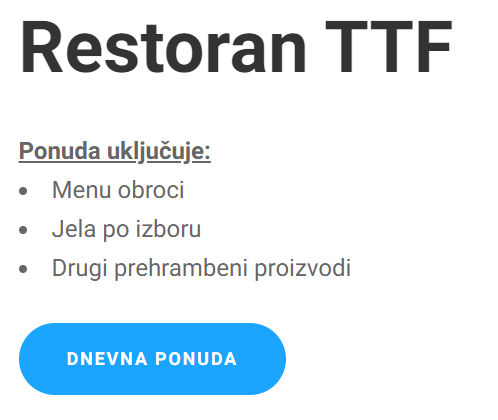 Restoran TTF
Ponuda uključuje:
Menu obroci
Jela po izboru
Drugi prehrambeni proizvodi
DNEVNA PONUDA